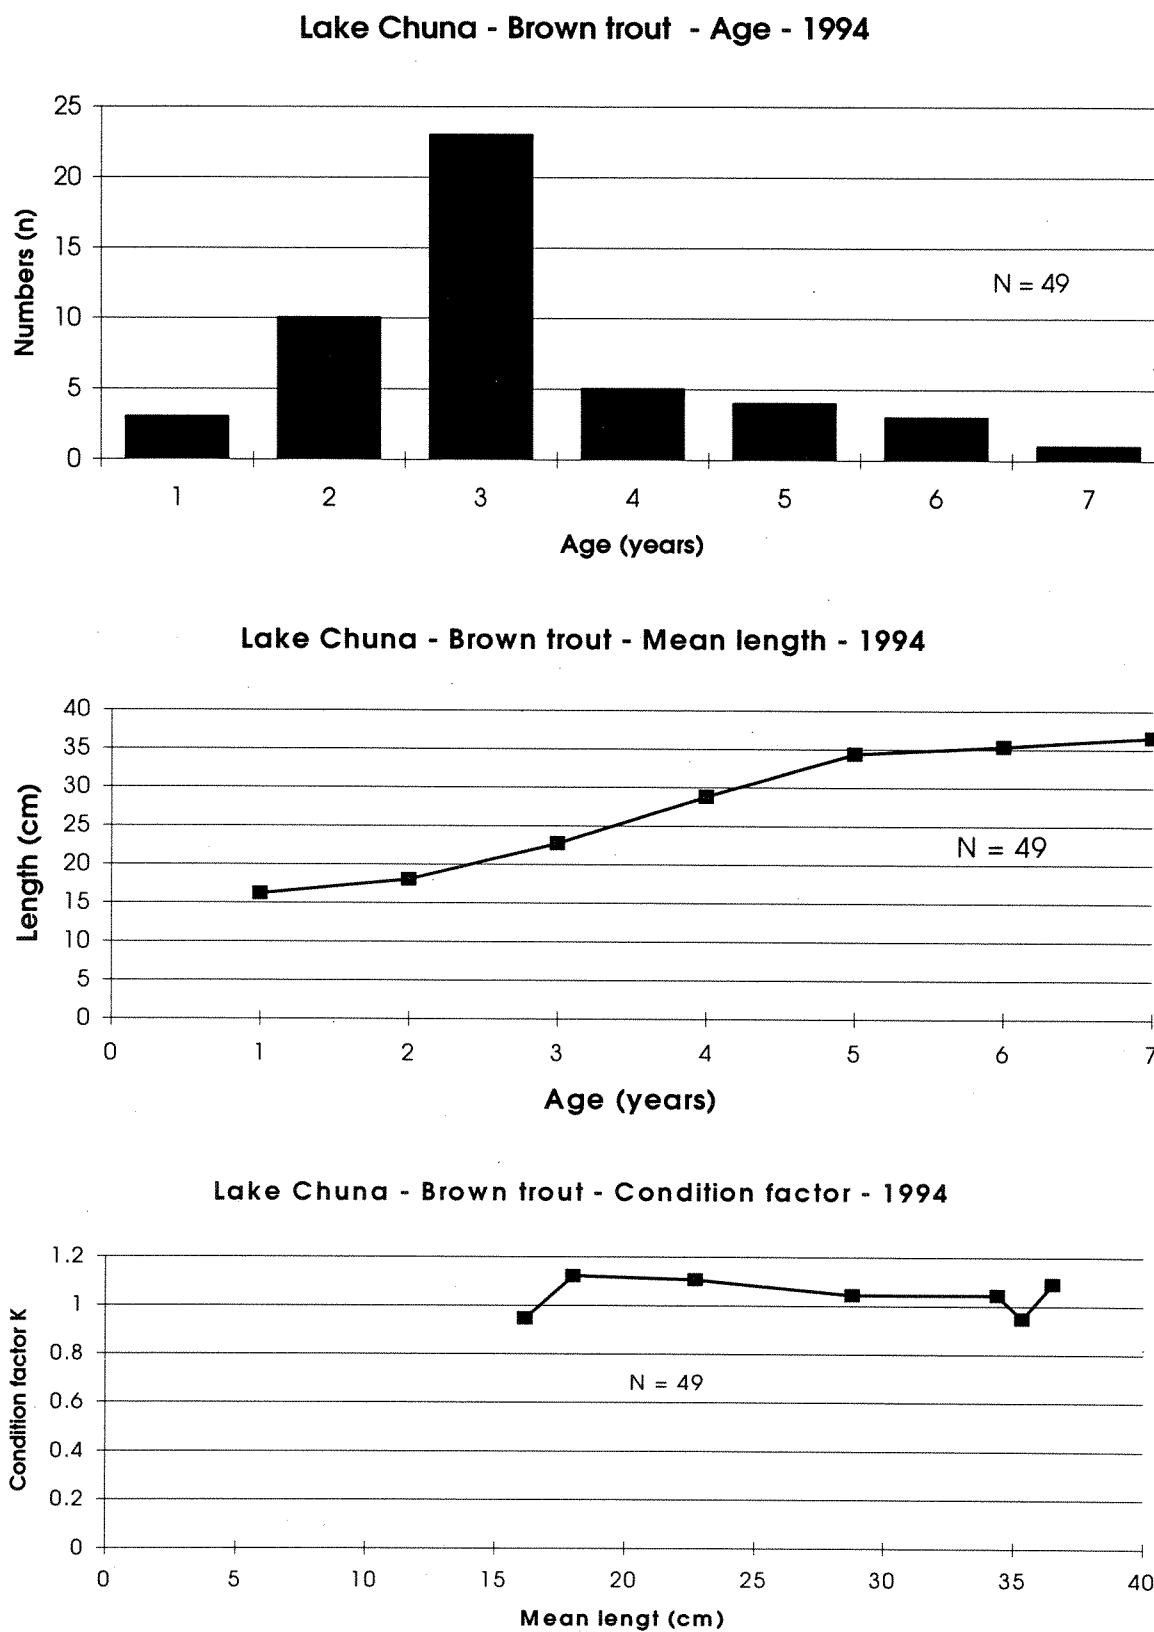 Lake Chuna - Brown trout - Age - 1994
25
20
15
10
5
0
Numbers (n)
N = 49
1 2 3 4 5 6 7
Age (years)
Lake Chuna - Brown trout - Mean length - 1994
40
35
30
25
20
15
10
5
0
Length (cm)
N = 49
0 1 2 3 4 5 6 7
Age (years)
Lake Chuna - Brown trout - Condition factor - 1994
1.2
1
0.8
0.6
0.4
0.2
0
Condition factor K
N = 49
0 5 10 15 20 25 30 35 40
Mean lengt (cm)